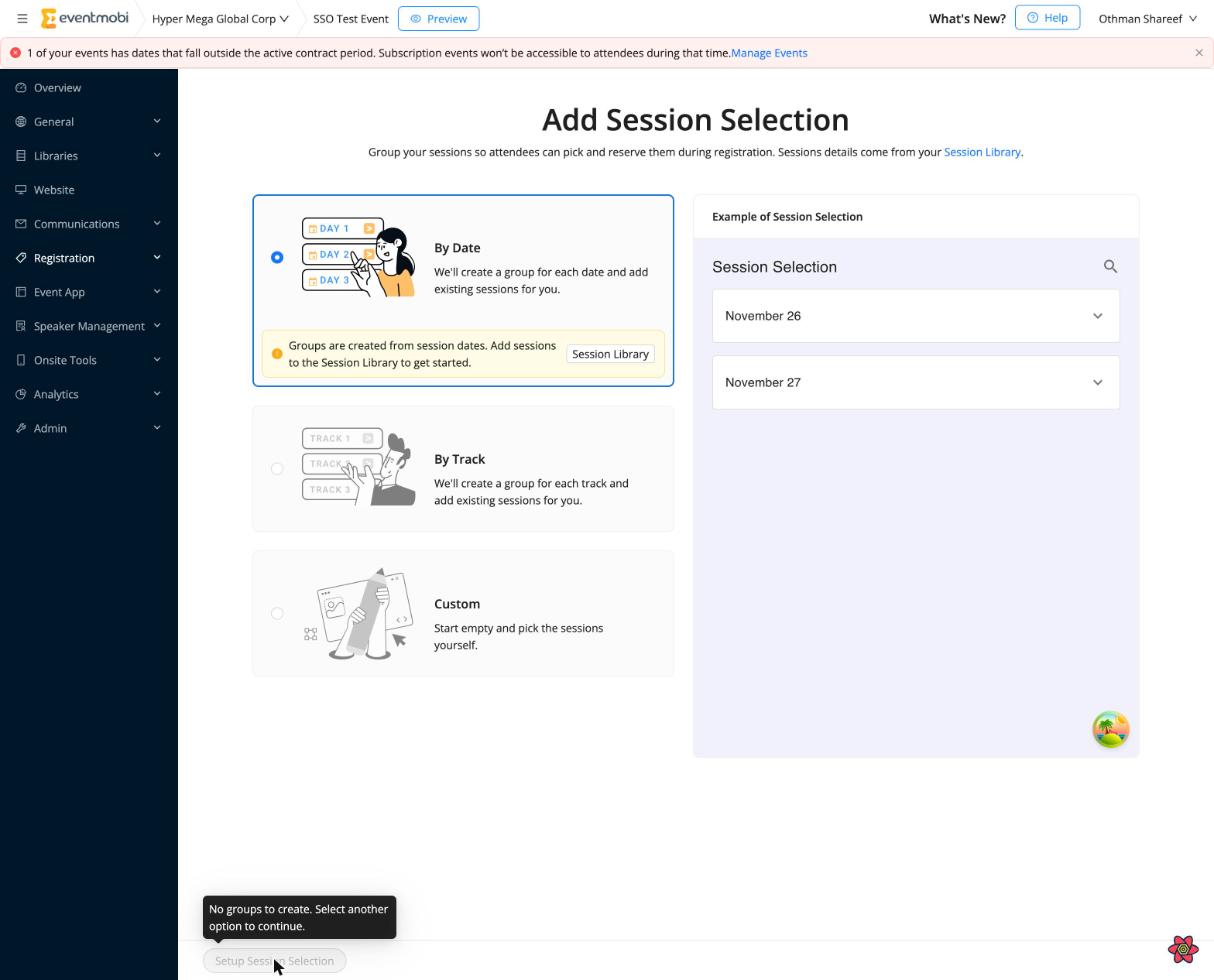 eventmobi
Hyper Mega Global Corp
SSO Test Event
Preview
What's New?
Help
Othman Shareef
1 of your events has dates that fall outside the active contract period. Subscription events won't be accessible to attendees during that time.Manage Events
Overview
General
Libraries
Website
Communications
Registration
Event App
Speaker Management
Onsite Tools
Analytics
Admin
Add Session Selection
Group your sessions so attendees can pick and reserve them during registration. Sessions details come from your Session Library.
DAY 1
DAY 2
DAY 3
By Date
We'll create a group for each date and add
existing sessions for you.
Groups are created from session dates. Add sessions
to the Session Library to get started.
Session Library
TRACK 1
TRACK
TRACK 3
By Track
We'll create a group for each track and
add existing sessions for you.
Custom
Start empty and pick the sessions
yourself.
Example of Session Selection
Session Selection
November 26
November 27
No groups to create. Select another
option to continue.
Setup Session Selection